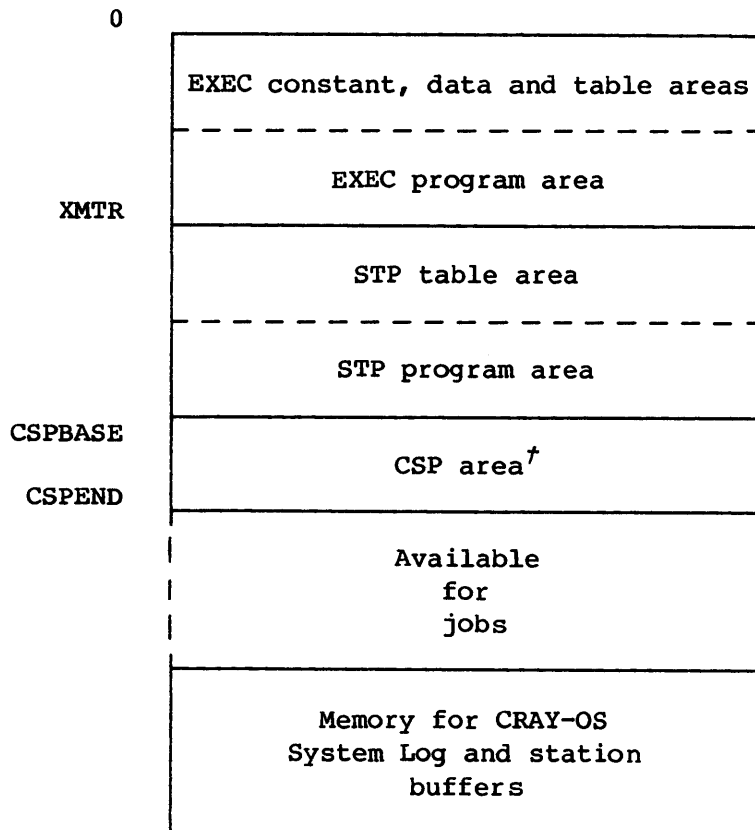 0
EXEC constant, data and table areas
EXEC program area
XMTR
STP table area
STP program area
CSPBASE
CSP area†
CSPEND
Available
for
jobs
Memory for CRAY-OS
System Log and station
buffers